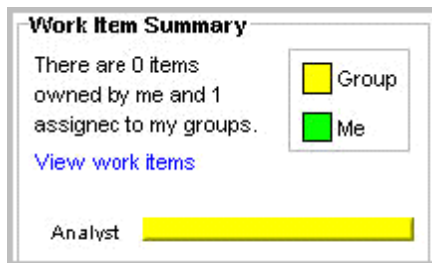 Work Item Summary
There are 0 items
owned by me and 1
assignec to my groups.
View work items
Group
Me
Analyst